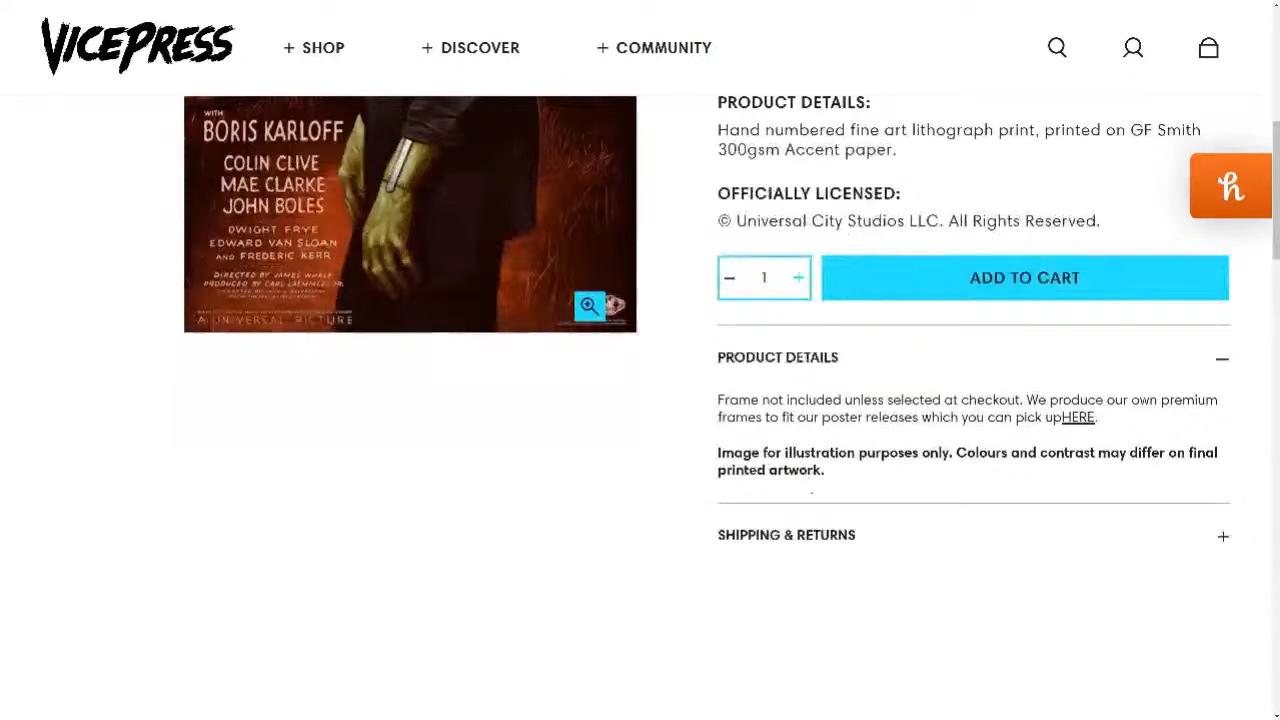 VICEPRESS
+ SHOP
+ DISCOVER
+ COMMUNITY
WITH
BORIS KARLOFF
COLIN CLIVE
MAE CLARKE
JOHN BOLES
DWIGHT FRYE
EDWARD VAN SLOAN
AND FREDERIC KERR
DIRECTED BY JAMES WHALE
PRODUCED BY CARL LAEMMLE, JR.
A UNIVERSAL PICTURE
PRODUCT DETAILS:
Hand numbered fine art lithograph print, printed on GF Smith
300gsm Accent paper.
OFFICIALLY LICENSED:
© Universal City Studios LLC. All Rights Reserved.
− 1 +
ADD TO CART
PRODUCT DETAILS −
Frame not included unless selected at checkout. We produce our own premium
frames to fit our poster releases which you can pick upHERE.
Image for illustration purposes only. Colours and contrast may differ on final
printed artwork.
SHIPPING & RETURNS +
h